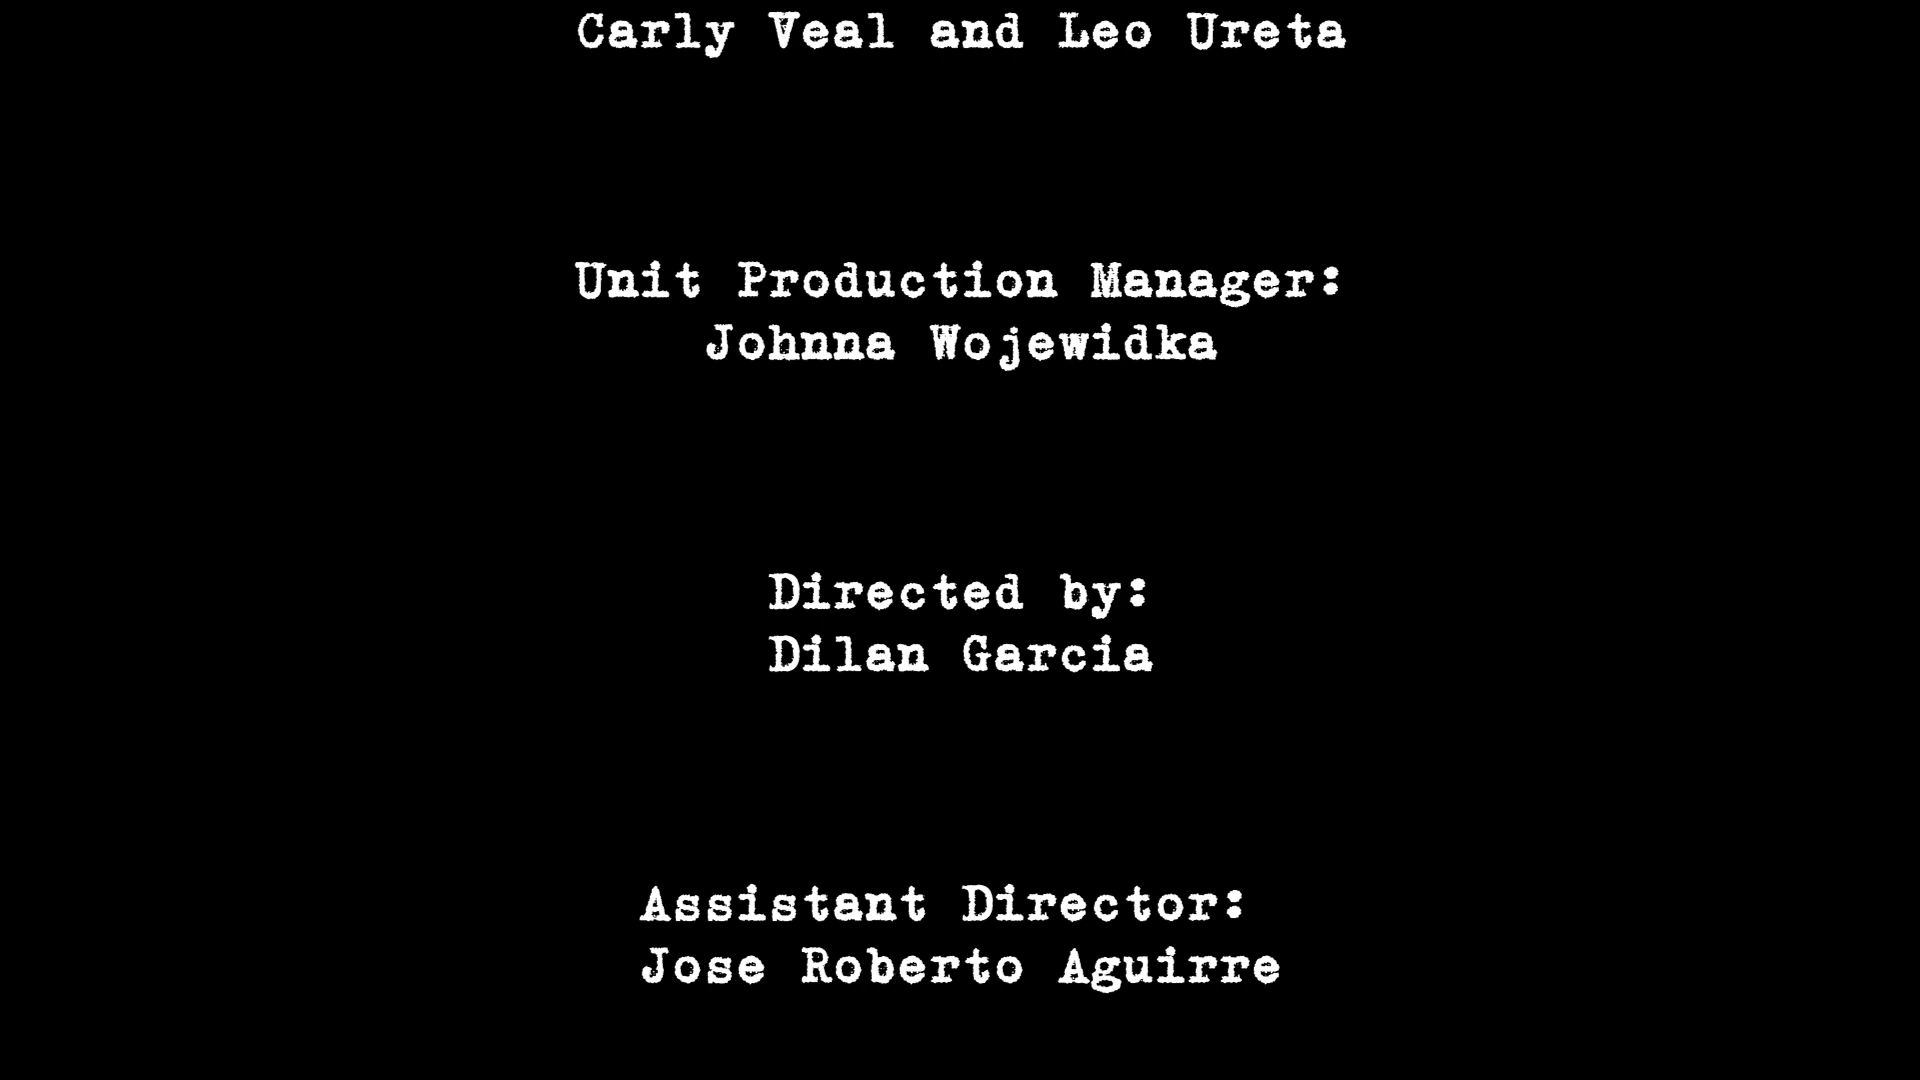 Carly Veal and Leo Ureta
Unit Production Manager:
Johnna Wojewidka
Directed by:
Dilan Garcia
Assistant Director:
Jose Roberto Aguirre